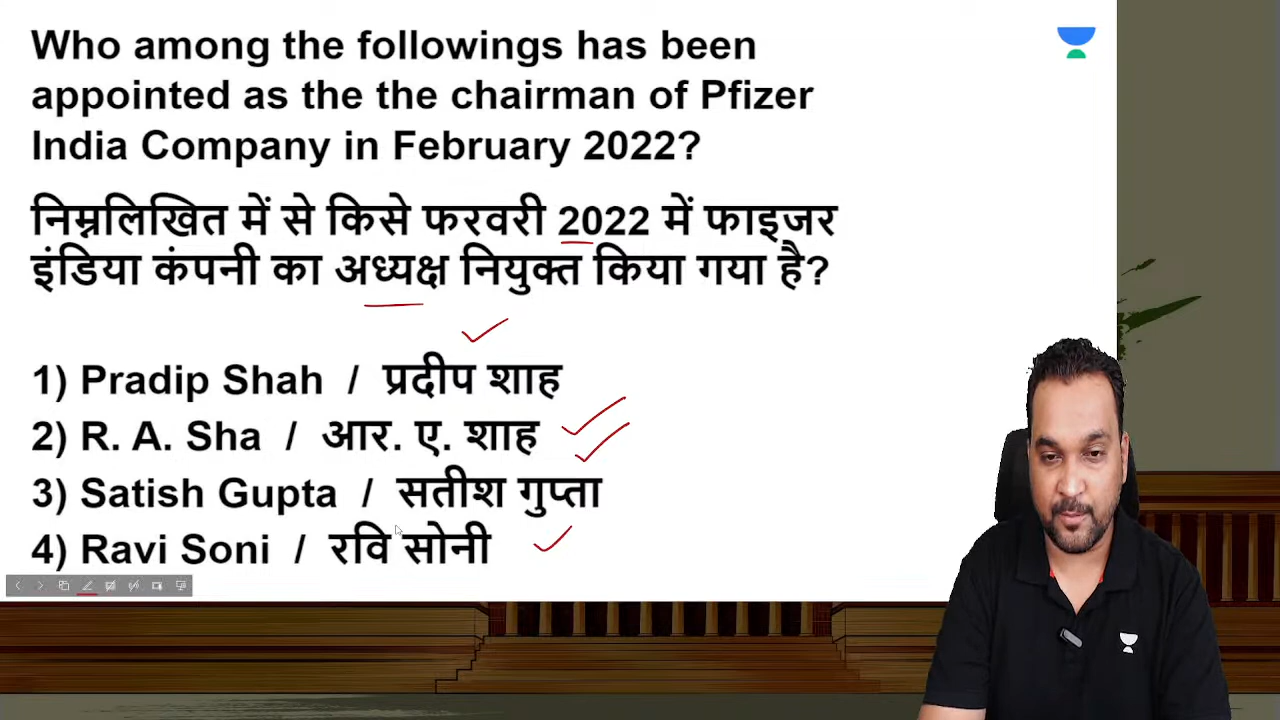 Who among the followings has been
appointed as the the chairman of Pfizer
India Company in February 2022?
निम्नलिखित में से किसे फरवरी 2022 में फाइजर
इंडिया कंपनी का अध्यक्ष नियुक्त किया गया है?
1) Pradip Shah / प्रदीप शाह
2) R. A. Sha / आर. ए. शाह
3) Satish Gupta / सतीश गुप्ता
4) Ravi Soni / रवि सोनी